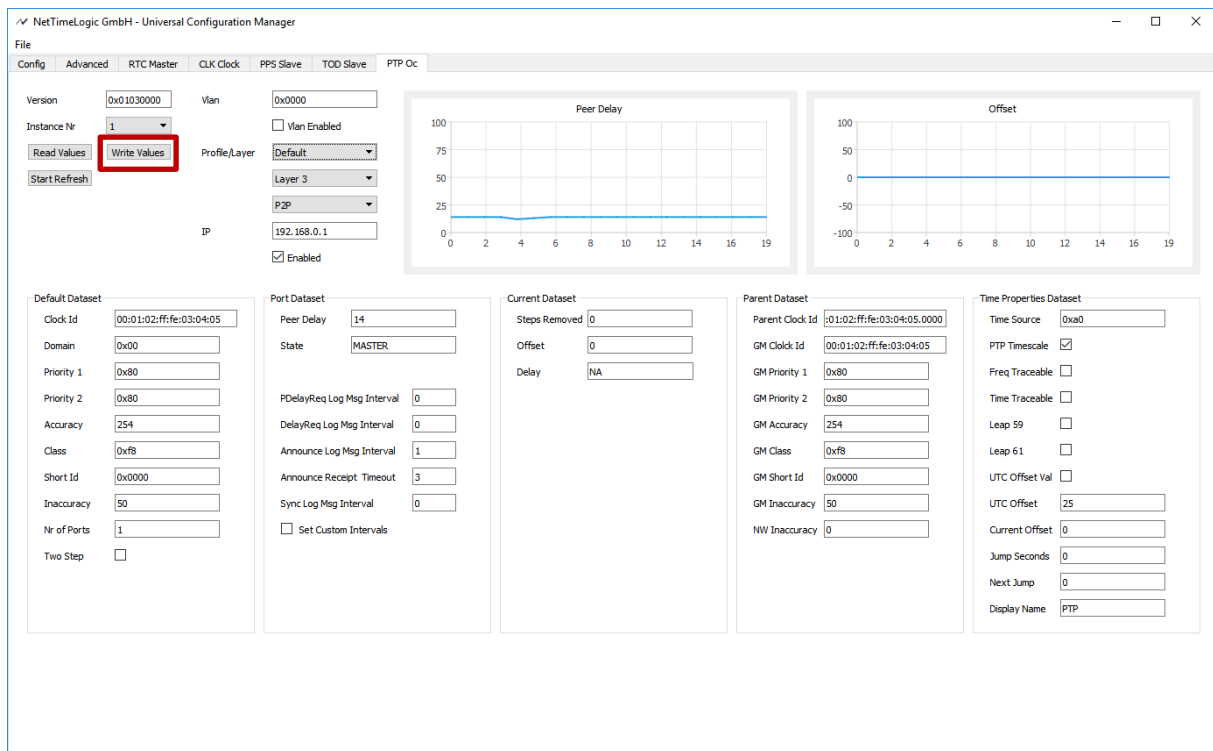 NetTimeLogic GmbH - Universal Configuration Manager
File
Config Advanced RTC Master CLK Clock PPS Slave TOD Slave PTP Oc
Version 0x01030000 Vlan 0x0000
Instance Nr 1 Vlan Enabled
Read Values Write Values Profile/Layer Default
Start Refresh Layer 3
P2P
IP 192.168.0.1
Enabled
Peer Delay
100
75
50
25
0
0 2 4 6 8 10 12 14 16 19
Offset
100
50
0
-50
-100
0 2 4 6 8 10 12 14 16 19
Default Dataset
Clock Id 00:01:02:ff:fe:03:04:05
Domain 0x00
Priority 1 0x80
Priority 2 0x80
Accuracy 254
Class 0xf8
Short Id 0x0000
Inaccuracy 50
Nr of Ports 1
Two Step
Port Dataset
Peer Delay 14
State MASTER
PDelayReq Log Msg Interval 0
DelayReq Log Msg Interval 0
Announce Log Msg Interval 1
Announce Receipt Timeout 3
Sync Log Msg Interval 0
Set Custom Intervals
Current Dataset
Steps Removed 0
Offset 0
Delay NA
Parent Dataset
Parent Clock Id :01:02:ff:fe:03:04:05.0000
GM Clolck Id 00:01:02:ff:fe:03:04:05
GM Priority 1 0x80
GM Priority 2 0x80
GM Accuracy 254
GM Class 0xf8
GM Short Id 0x0000
GM Inaccuracy 50
NW Inaccuracy 0
Time Properties Dataset
Time Source 0xa0
PTP Timescale
Freq Traceable
Time Traceable
Leap 59
Leap 61
UTC Offset Val
UTC Offset 25
Current Offset 0
Jump Seconds 0
Next Jump 0
Display Name PTP